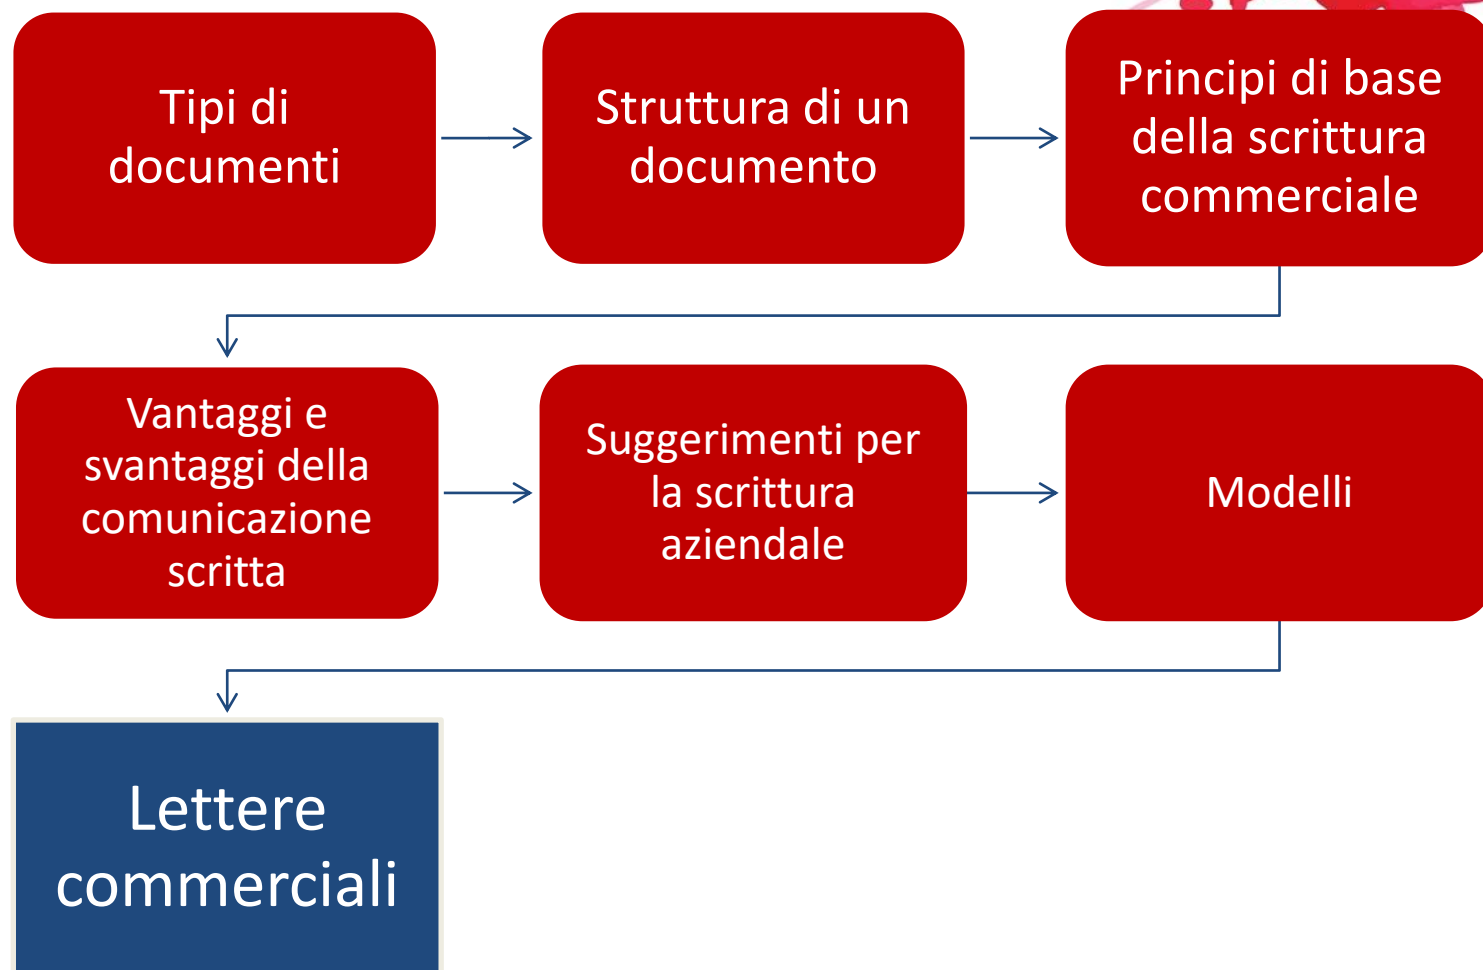 Tipi di
documenti
Struttura di un
documento
Principi di base
della scrittura
commerciale
Vantaggi e
svantaggi della
comunicazione
scritta
Suggerimenti per
la scrittura
aziendale
Modelli
Lettere
commerciali